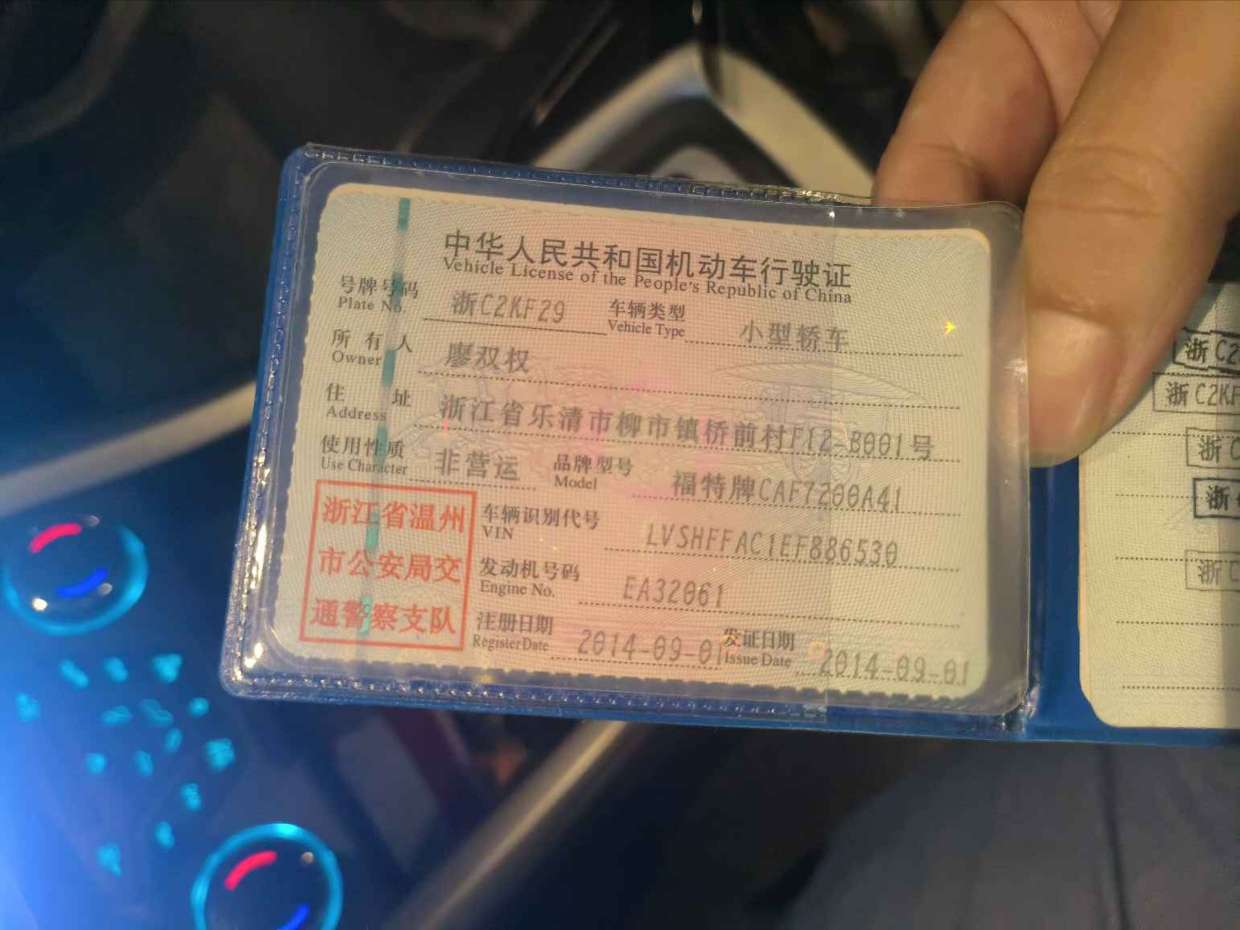 中华人民共和国机动车行驶证
Vehicle License of the People's Republic of China
号牌号码 浙C2KF29 车辆类型 小型轿车
Plate No. Vehicle Type
所有人 廖双权
Owner
住址 浙江省乐清市柳市镇桥前村F12-B001号
Address
使用性质 非营运 品牌型号 福特牌CAF7200A41
Use Character Model
浙江省温州
市公安局交
通警察支队
车辆识别代号 LVSHFFAC1EF886530
VIN
发动机号码 EA32061
Engine No.
注册日期 2014-09-01 发证日期 2014-09-01
Register Date Issue Date
浙C2
浙C2KF
浙C
浙
浙C